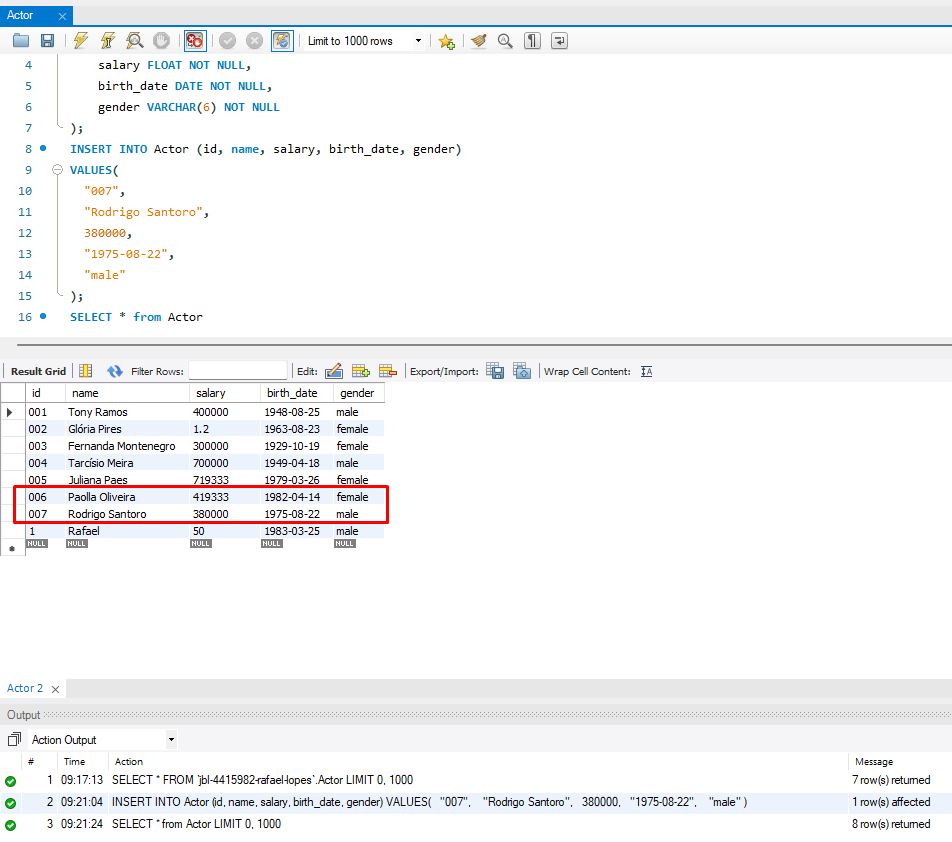 Actor
Limit to 1000 rows
4 salary FLOAT NOT NULL,
5 birth_date DATE NOT NULL,
6 gender VARCHAR(6) NOT NULL
7 );
8 INSERT INTO Actor (id, name, salary, birth_date, gender)
9 VALUES(
10 "007",
11 "Rodrigo Santoro",
12 380000,
13 "1975-08-22",
14 "male"
15 );
16 SELECT * from Actor
Result Grid Filter Rows: Edit: Export/Import: Wrap Cell Content: IA
id name salary birth_date gender
001 Tony Ramos 400000 1948-08-25 male
002 Glória Pires 1.2 1963-08-23 female
003 Fernanda Montenegro 300000 1929-10-19 female
004 Tarcísio Meira 700000 1949-04-18 male
005 Juliana Paes 719333 1979-03-26 female
006 Paolla Oliveira 419333 1982-04-14 female
007 Rodrigo Santoro 380000 1975-08-22 male
1 Rafael 50 1983-03-25 male
NULL NULL NULL NULL NULL
Actor 2
Output
Action Output
# Time Action Message
1 09:17:13 SELECT * FROM `jbl-4415982-rafael-lopes`.Actor LIMIT 0, 1000 7 row(s) returned
2 09:21:04 INSERT INTO Actor (id, name, salary, birth_date, gender) VALUES( "007", "Rodrigo Santoro", 380000, "1975-08-22", "male" ) 1 row(s) affected
3 09:21:24 SELECT * from Actor LIMIT 0, 1000 8 row(s) returned